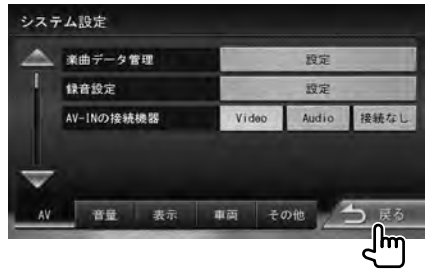 システム設定
楽曲データ管理 設定
録音設定 設定
AV-INの接続機器 Video Audio 接続なし
AV 音量 表示 車両 その他 戻る